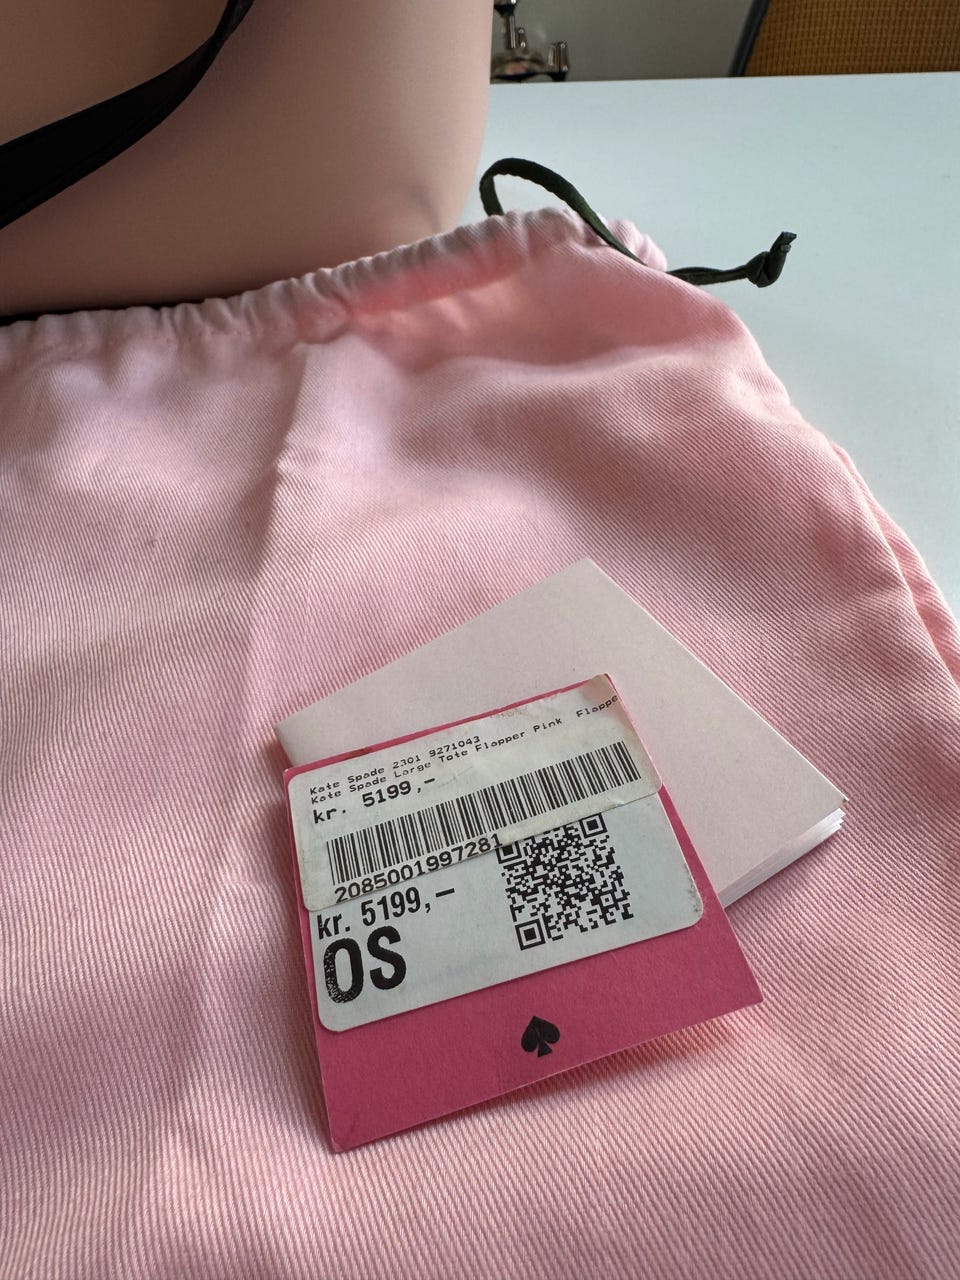 Kate Spade 2301 9271043
Kate Spade Large Tote Flapper Pink Flappe
kr. 5199,-
2085001997281
kr. 5199,-
OS